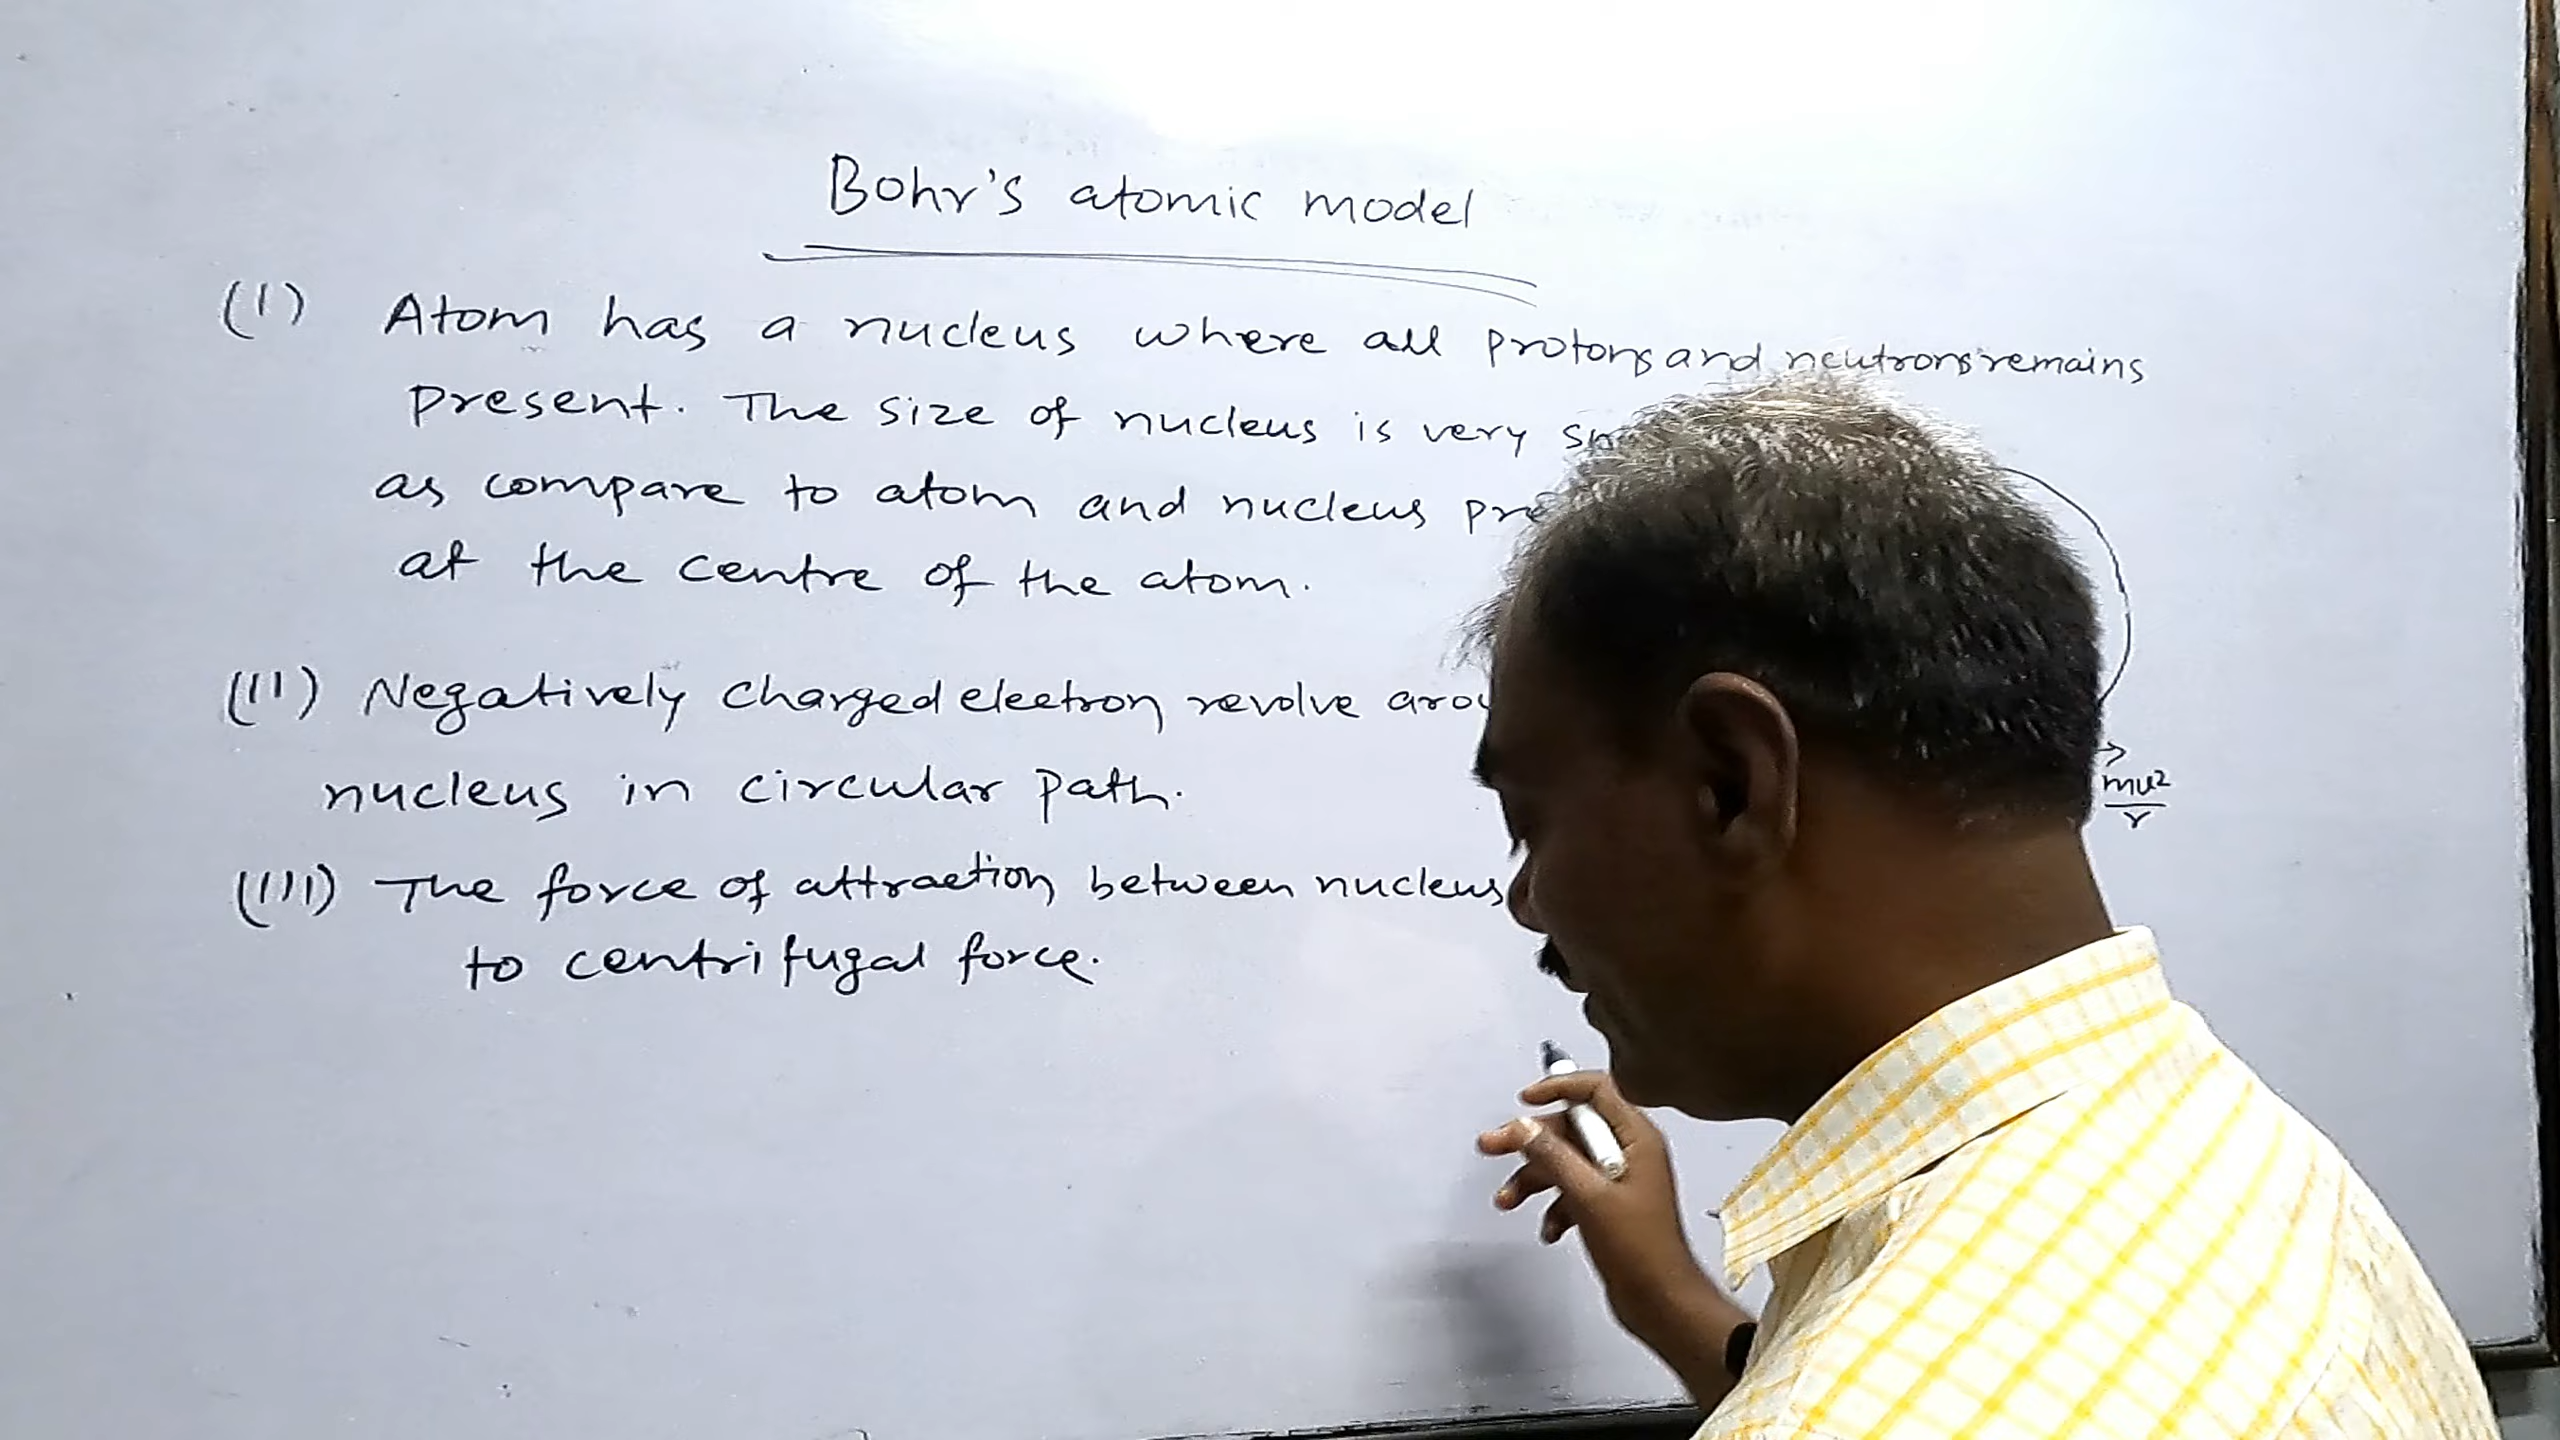 Bohr's atomic model
(I) Atom has a nucleus where all protons and neutrons remains
present. The size of nucleus is very
as compare to atom and nucleus
at the centre of the atom.
(II) Negatively charged electron revolve
nucleus in circular path.
mv²
r
(III) The force of attraction between nucleus
to centrifugal force.